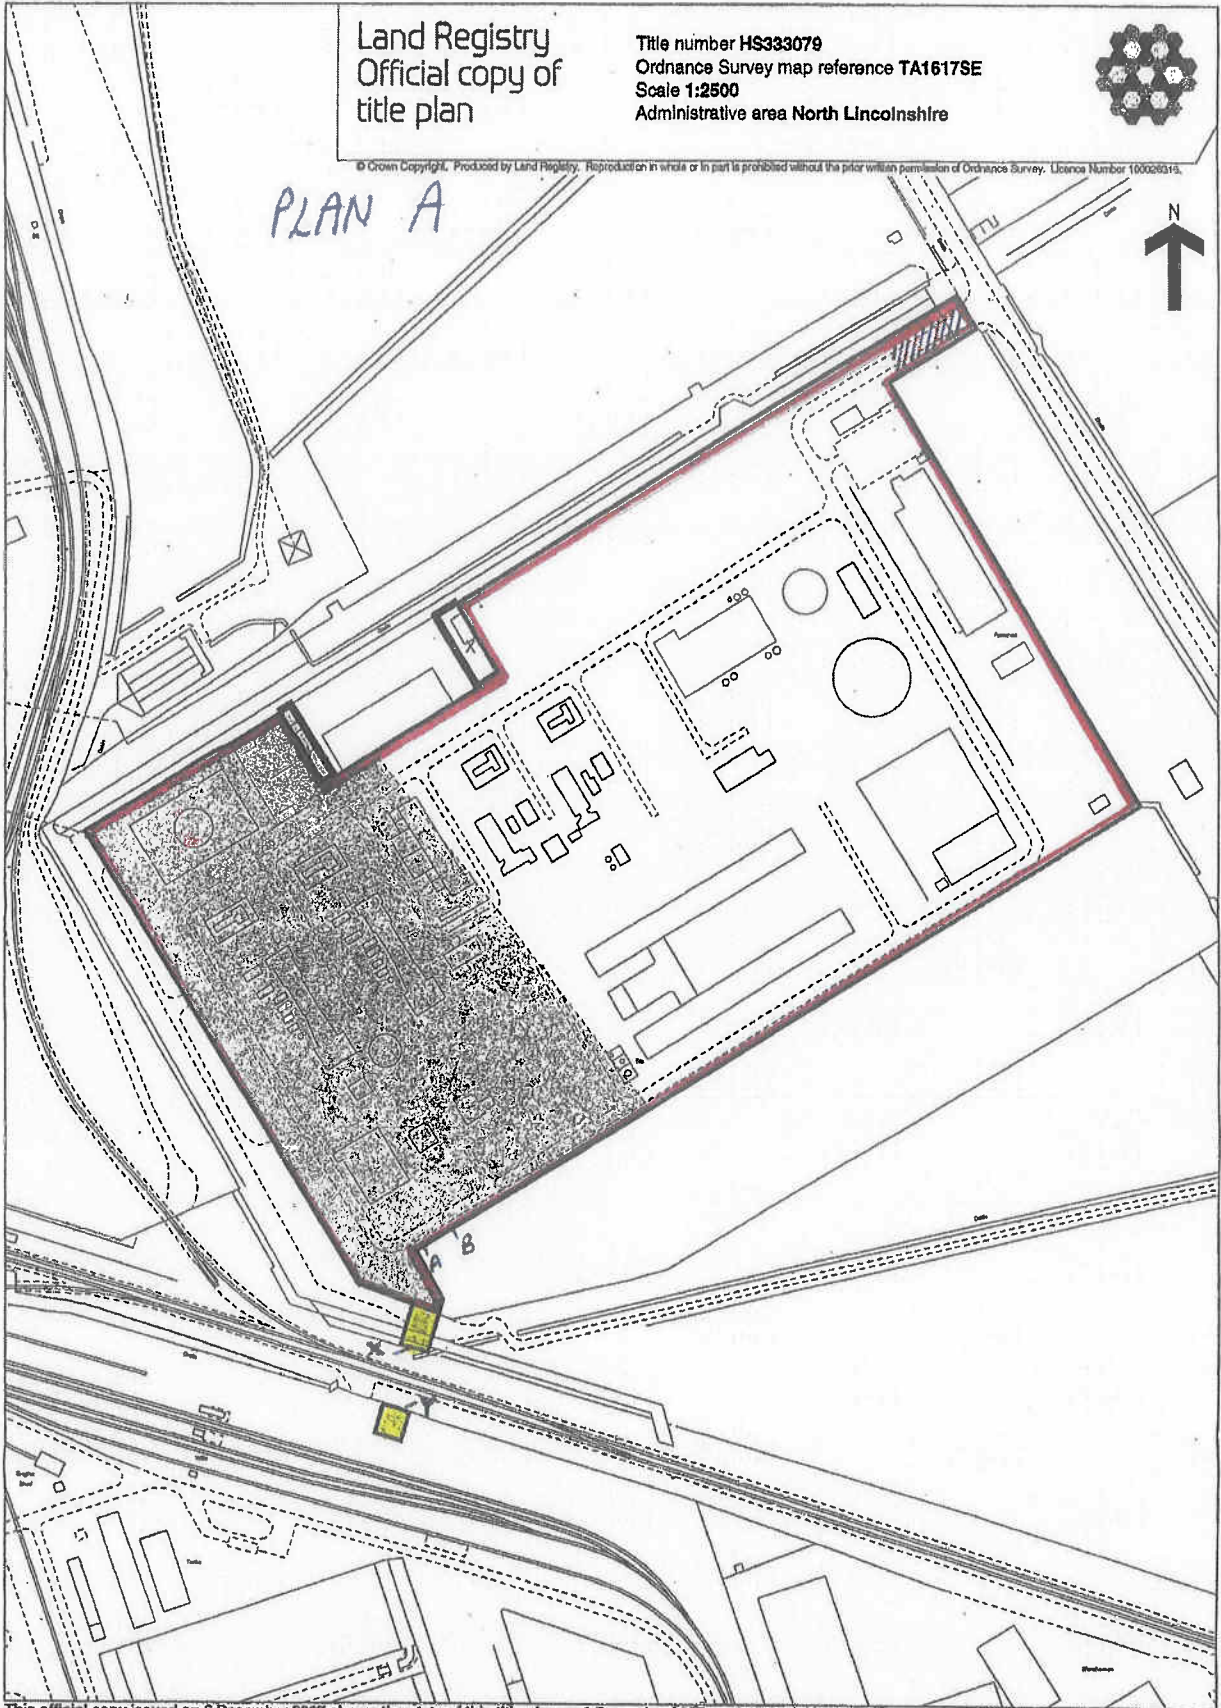 Land Registry
Official copy of
title plan
Title number HS333079
Ordnance Survey map reference TA1617SE
Scale 1:2500
Administrative area North Lincolnshire
© Crown Copyright. Produced by Land Registry. Reproduction in whole or in part is prohibited without the prior written permission of Ordnance Survey. Licence Number 100026316.
PLAN A
N
B
A
X
Y